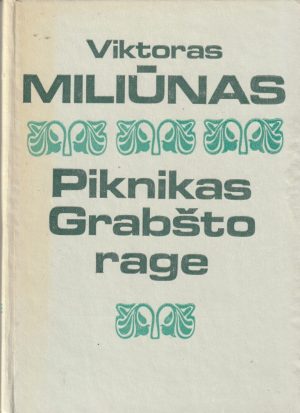 Viktoras
MILIŪNAS
Piknikas
Grabšto
rage